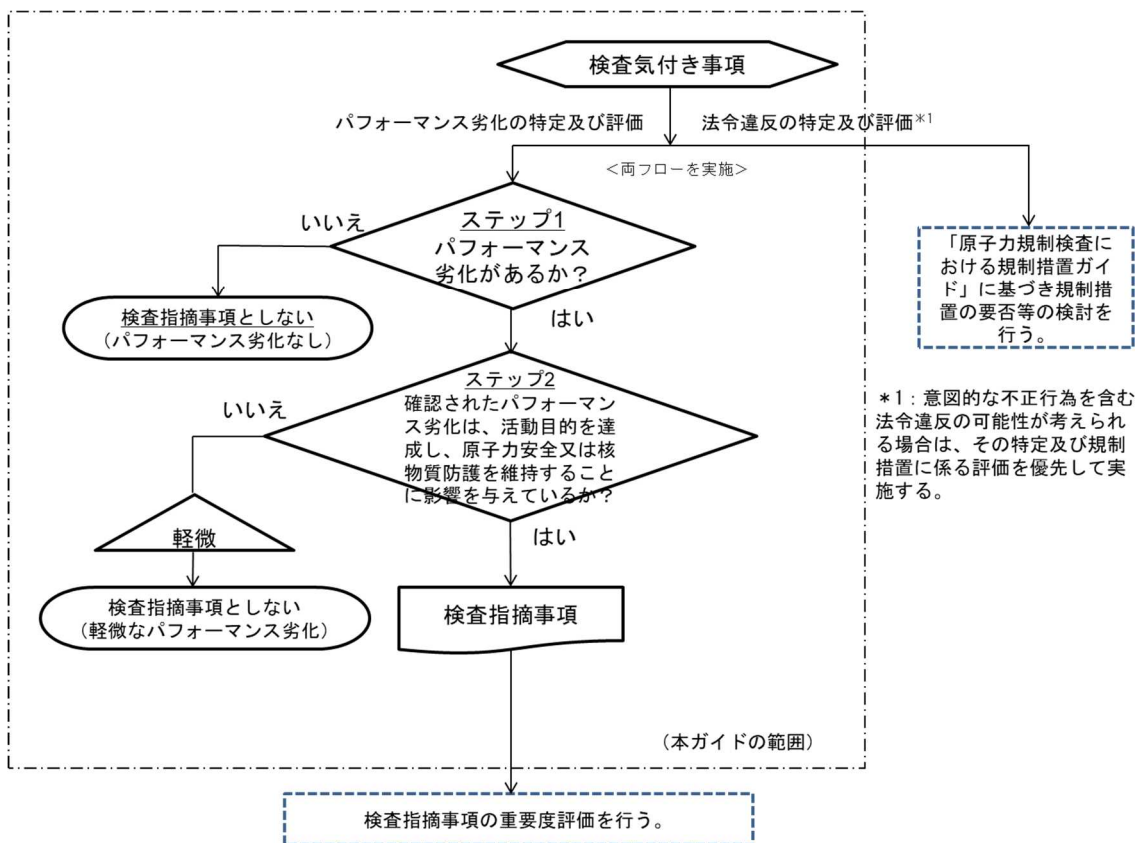 検査気付き事項
パフォーマンス劣化の特定及び評価
法令違反の特定及び評価*1
<両フローを実施>
いいえ
ステップ1
パフォーマンス
劣化があるか?
検査指摘事項としない
(パフォーマンス劣化なし)
はい
「原子力規制検査に
おける規制措置ガイ
ド」に基づき規制措
置の要否等の検討を
行う。
*1:意図的な不正行為を含む
法令違反の可能性が考えられ
る場合は、その特定及び規制
措置に係る評価を優先して実
施する。
いいえ
ステップ2
確認されたパフォーマン
ス劣化は、活動目的を達
成し、原子力安全又は核
物質防護を維持すること
に影響を与えているか?
軽微
はい
検査指摘事項としない
(軽微なパフォーマンス劣化)
検査指摘事項
(本ガイドの範囲)
検査指摘事項の重要度評価を行う。